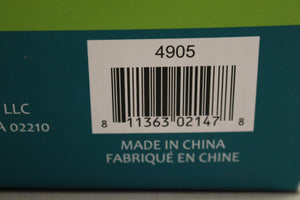 4905
LLC
A 02210
8 11363 02147 8
MADE IN CHINA
FABRIQUÉ EN CHINE